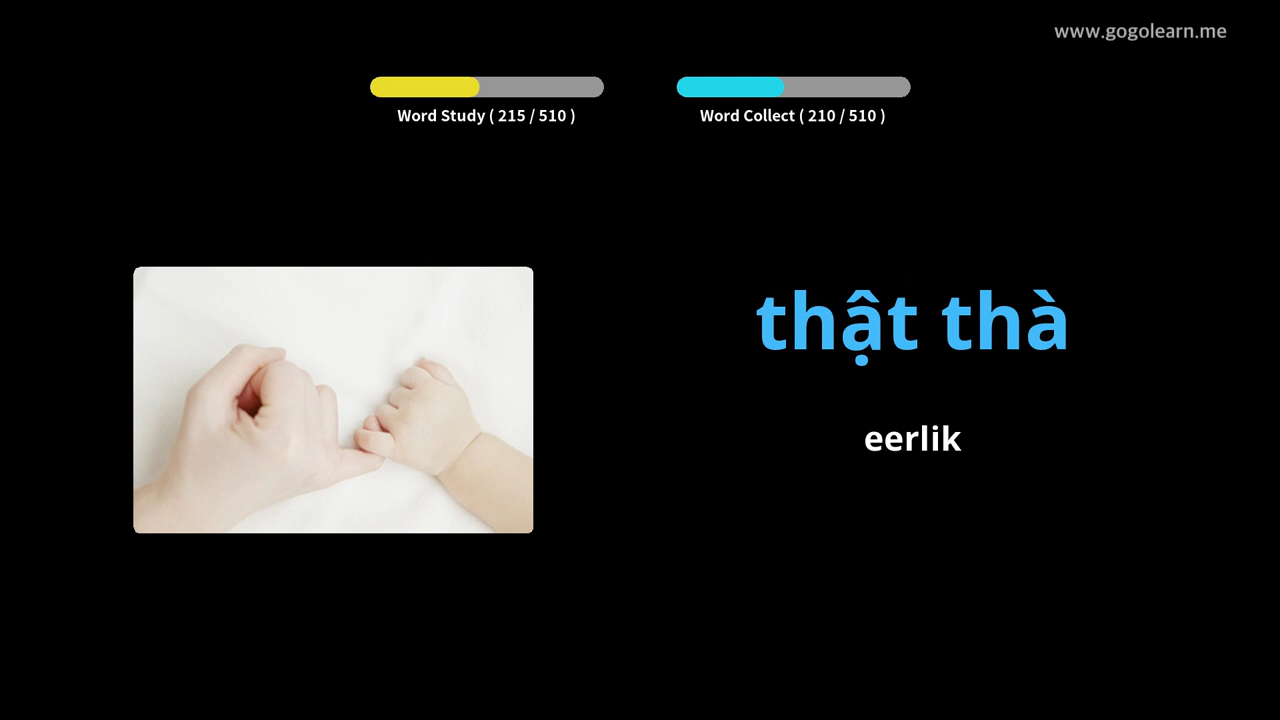 www.gogolearn.me
Word Study ( 215 / 510 )
Word Collect ( 210 / 510 )
thật thà
eerlik